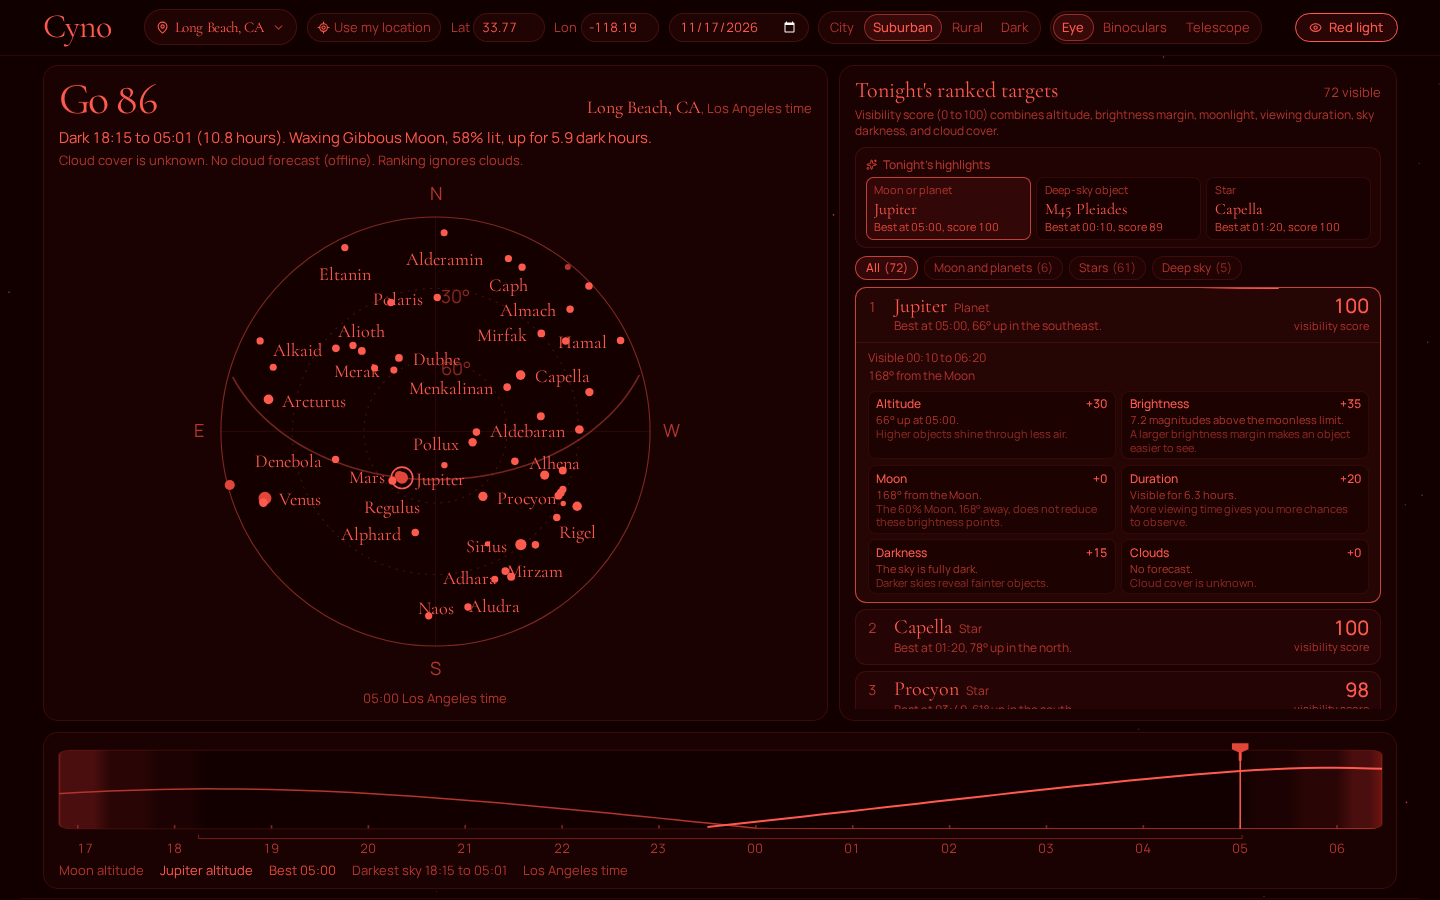 Cyno
Long Beach, CA
Use my location
Lat 33.77
Lon -118.19
11/17/2026
City Suburban Rural Dark
Eye Binoculars Telescope
Red light
Go 86
Long Beach, CA, Los Angeles time
Dark 18:15 to 05:01 (10.8 hours). Waxing Gibbous Moon, 58% lit, up for 5.9 dark hours.
Cloud cover is unknown. No cloud forecast (offline). Ranking ignores clouds.
N
Alderamin
Eltanin
Caph
Polaris
30°
Almach
Alioth
Mirfak
Hamal
Alkaid
Dubhe
Merak
60°
Menkalinan
Capella
Arcturus
E
W
Aldebaran
Pollux
Denebola
Alhena
Mars
Jupiter
Venus
Procyon
Regulus
Alphard
Rigel
Sirius
Adhara
Mirzam
Naos
Aludra
S
05:00 Los Angeles time
Tonight's ranked targets
72 visible
Visibility score (0 to 100) combines altitude, brightness margin, moonlight, viewing duration, sky
darkness, and cloud cover.
Tonight's highlights
Moon or planet
Jupiter
Best at 05:00, score 100
Deep-sky object
M45 Pleiades
Best at 00:10, score 89
Star
Capella
Best at 01:20, score 100
All (72)
Moon and planets (6)
Stars (61)
Deep sky (5)
1 Jupiter Planet 100
Best at 05:00, 66° up in the southeast. visibility score
Visible 00:10 to 06:20
168° from the Moon
Altitude +30
66° up at 05:00.
Higher objects shine through less air.
Brightness +35
7.2 magnitudes above the moonless limit.
A larger brightness margin makes an object
easier to see.
Moon +0
168° from the Moon.
The 60% Moon, 168° away, does not reduce
these brightness points.
Duration +20
Visible for 6.3 hours.
More viewing time gives you more chances
to observe.
Darkness +15
The sky is fully dark.
Darker skies reveal fainter objects.
Clouds +0
No forecast.
Cloud cover is unknown.
2 Capella Star 100
Best at 01:20, 78° up in the north. visibility score
3 Procyon Star 98
Best at 03:40, 61° up in the south. visibility score
17 18 19 20 21 22 23 00 01 02 03 04 05 06
Moon altitude Jupiter altitude Best 05:00 Darkest sky 18:15 to 05:01 Los Angeles time